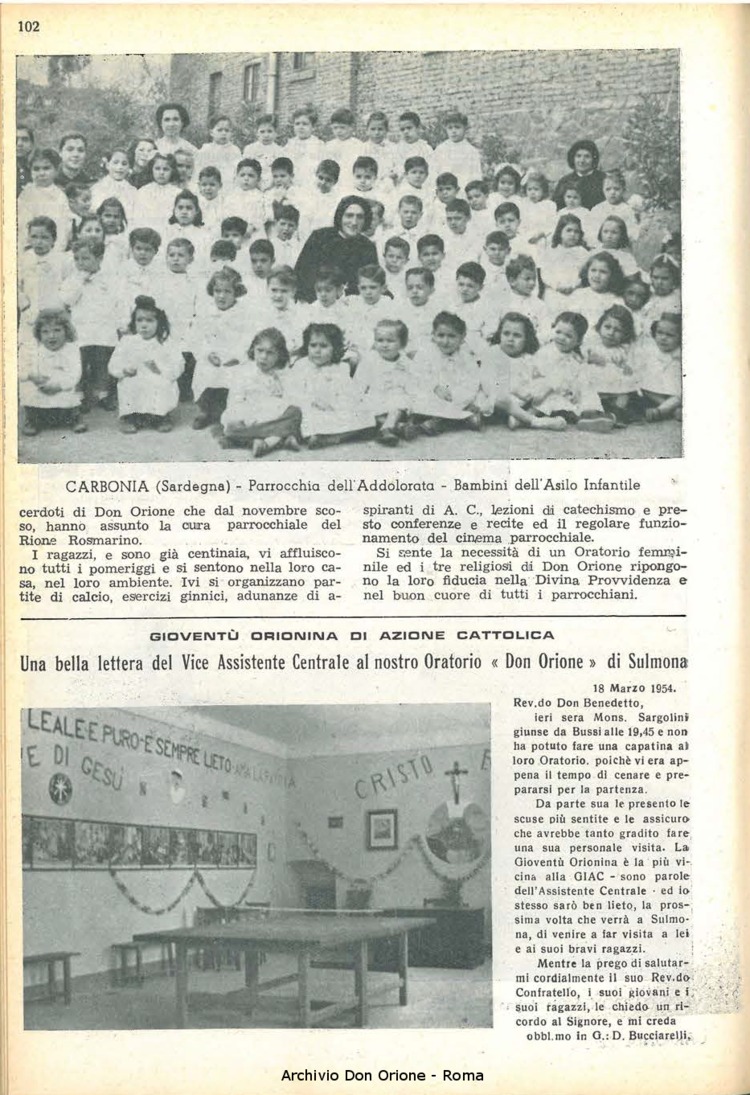 102
CARBONIA (Sardegna) - Parrocchia dell'Addolorata - Bambini dell'Asilo Infantile
cerdoti di Don Orione che dal novembre sco-
so, hanno assunto la cura parrocchiale del
Rione Rosmarino.
I ragazzi, e sono già centinaia, vi affluisco-
no tutti i pomeriggi e si sentono nella loro ca-
sa, nel loro ambiente. Ivi si organizzano par-
tite di calcio, esercizi ginnici, adunanze di a-
spiranti di A. C., lezioni di catechismo e pre-
sto conferenze e recite ed il regolare funzio-
namento del cinema parrocchiale.
Si sente la necessità di un Oratorio femmi-
nile ed i tre religiosi di Don Orione ripongo-
no la loro fiducia nella Divina Provvidenza e
nel buon cuore di tutti i parrocchiani.
GIOVENTÙ ORIONINA DI AZIONE CATTOLICA
Una bella lettera del Vice Assistente Centrale al nostro Oratorio « Don Orione » di Sulmona
LEALE·E PURO·E SEMPRE LIETO·AMA LA PATRIA
E DI GESÙ
CRISTO
18 Marzo 1954.
Rev.do Don Benedetto,
ieri sera Mons. Sargolini
giunse da Bussi alle 19,45 e non
ha potuto fare una capatina al
loro Oratorio. poichè vi era ap-
pena il tempo di cenare e pre-
pararsi per la partenza.
Da parte sua le presento le
scuse più sentite e le assicuro
che avrebbe tanto gradito fare
una sua personale visita. La
Gioventù Orionina è la più vi-
cina alla GIAC - sono parole
dell'Assistente Centrale - ed io
stesso sarò ben lieto, la pros-
sima volta che verrà a Sulmo-
na, di venire a far visita a lei
e ai suoi bravi ragazzi.
Mentre la prego di salutar-
mi cordialmente il suo Rev.do
Confratello, i suoi giovani e i
suoi ragazzi, le chiedo un ri-
cordo al Signore, e mi creda
obbl.mo in G.: D. Bucciarelli,
Archivio Don Orione - Roma